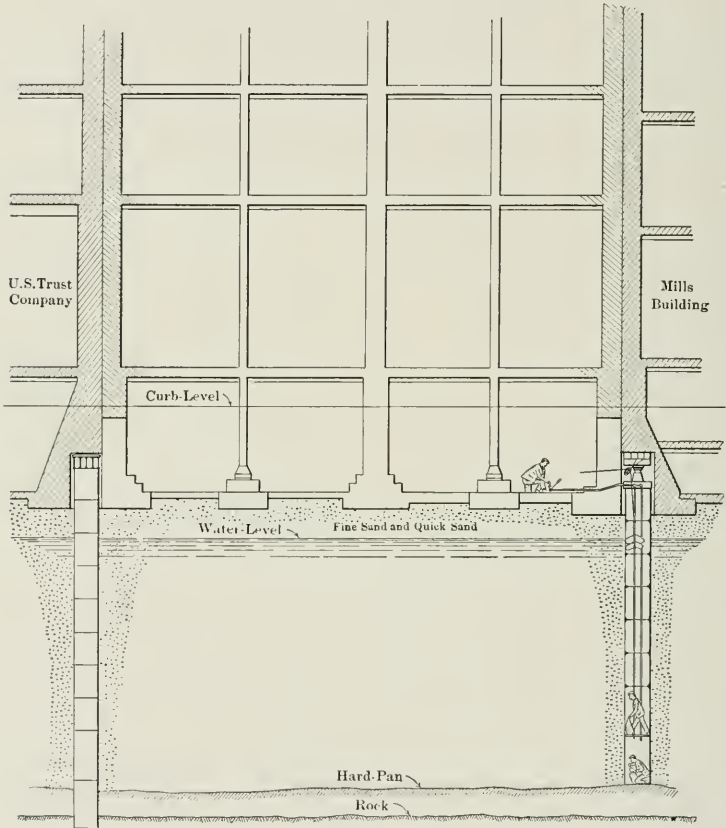 U.S. Trust
Company
Mills
Building
Curb-Level
Water-Level
Fine Sand and Quick Sand
Hard-Pan
Rock